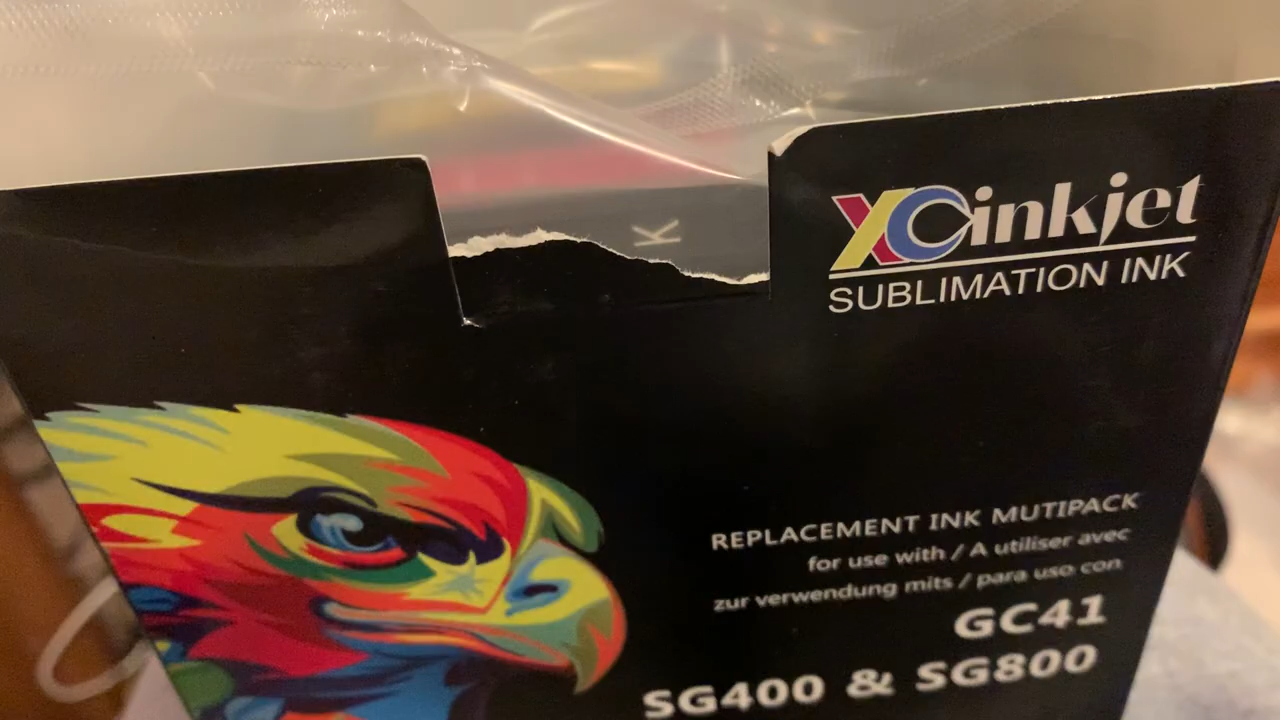 K
XCinkjet
SUBLIMATION INK
REPLACEMENT INK MUTIPACK
for use with / A utiliser avec
zur verwendung mits / para uso con
GC41
SG400 & SG800